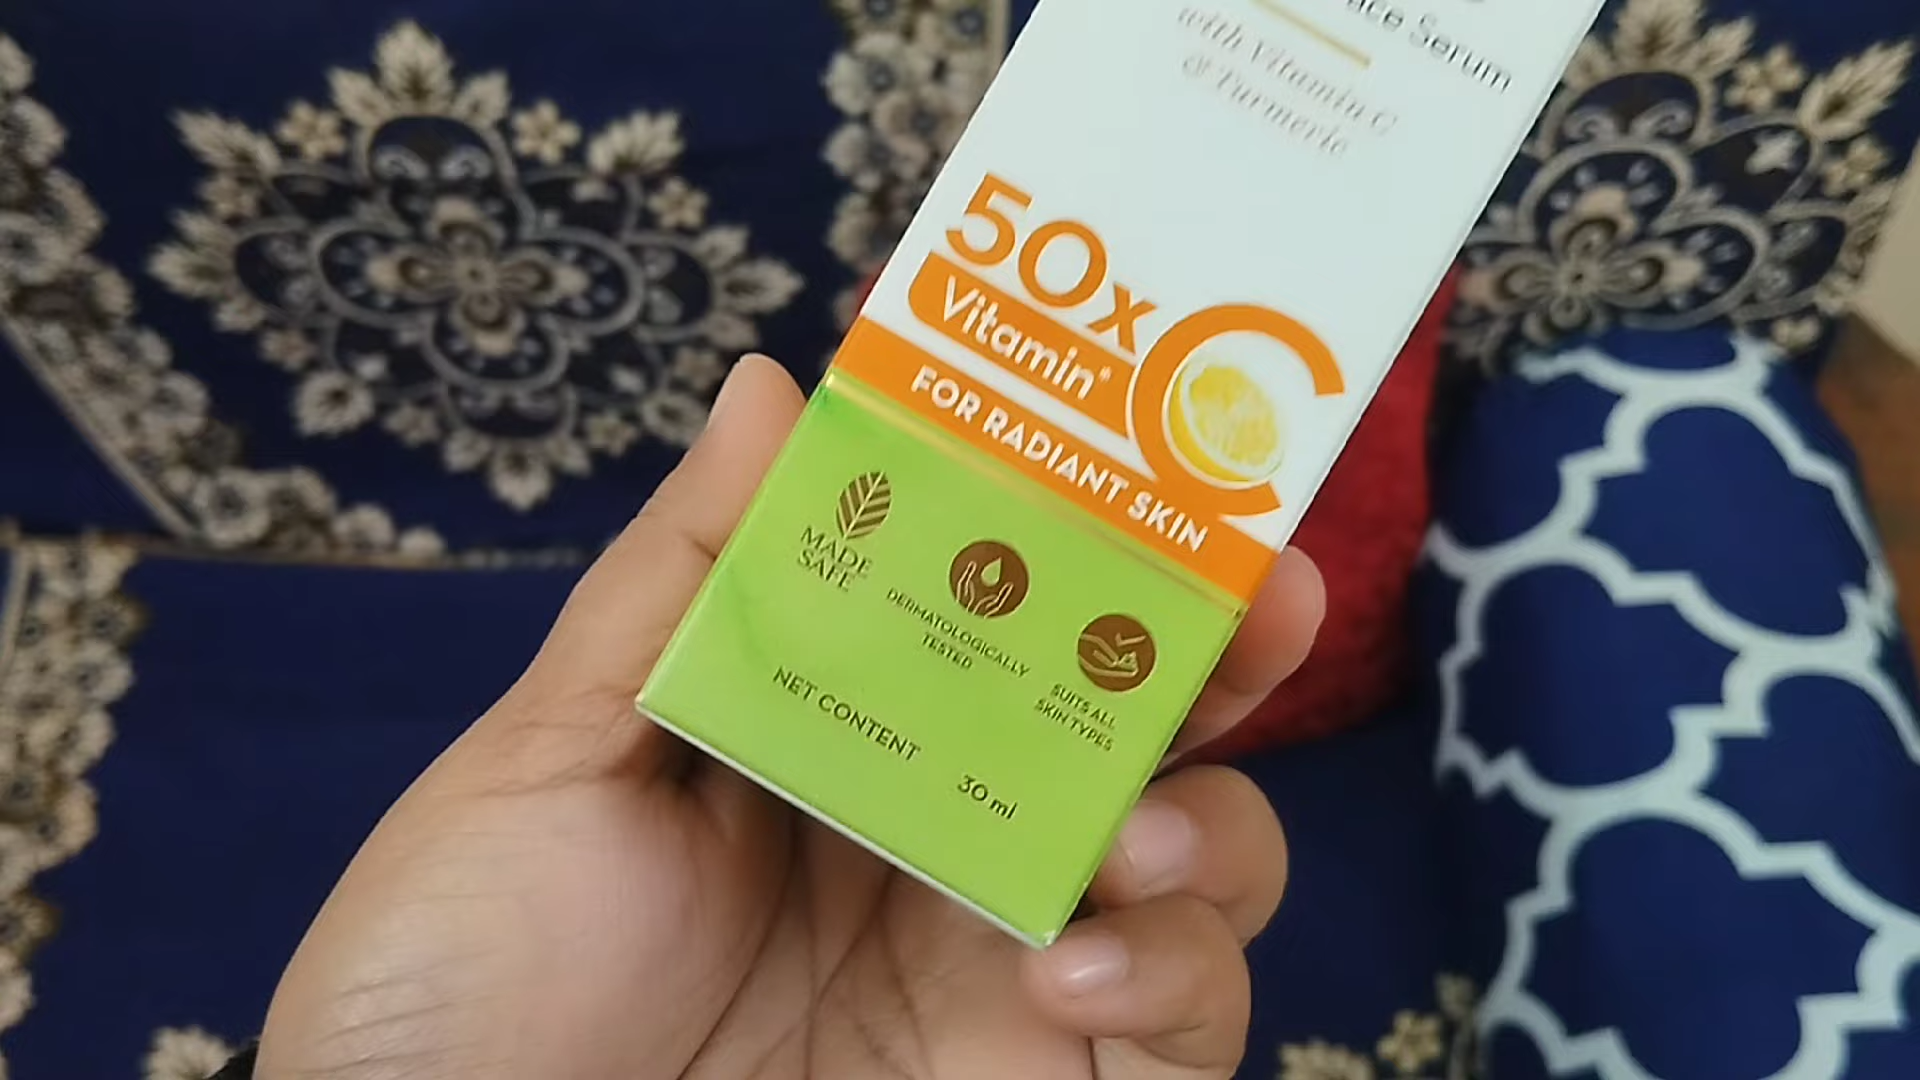 Face Serum
with Vitamin C
& Turmeric
50x
Vitamin* C
FOR RADIANT SKIN
MADE
SAFE
DERMATOLOGICALLY
TESTED
SUITS ALL
SKIN TYPES
NET CONTENT
30 ml